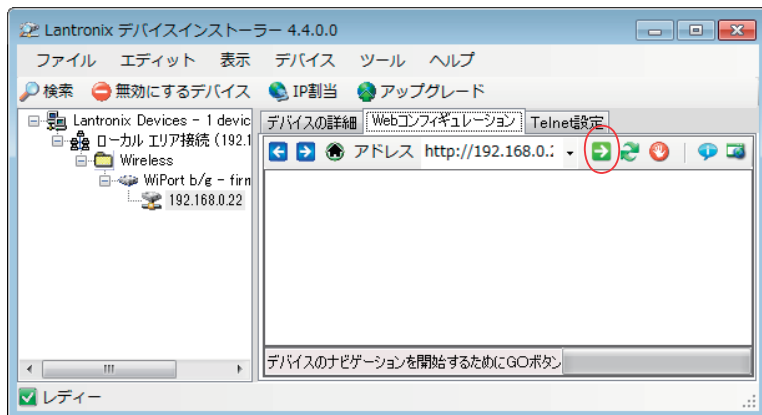 Lantronix デバイスインストーラー 4.4.0.0
ファイル エディット 表示 デバイス ツール ヘルプ
検索 無効にするデバイス IP割当 アップグレード
Lantronix Devices - 1 devic
ローカル エリア接続 (192.1
Wireless
WiPort b/g - firn
192.168.0.22
デバイスの詳細 Webコンフィギュレーション Telnet設定
アドレス http://192.168.0.2
デバイスのナビゲーションを開始するためにGOボタン
レディー